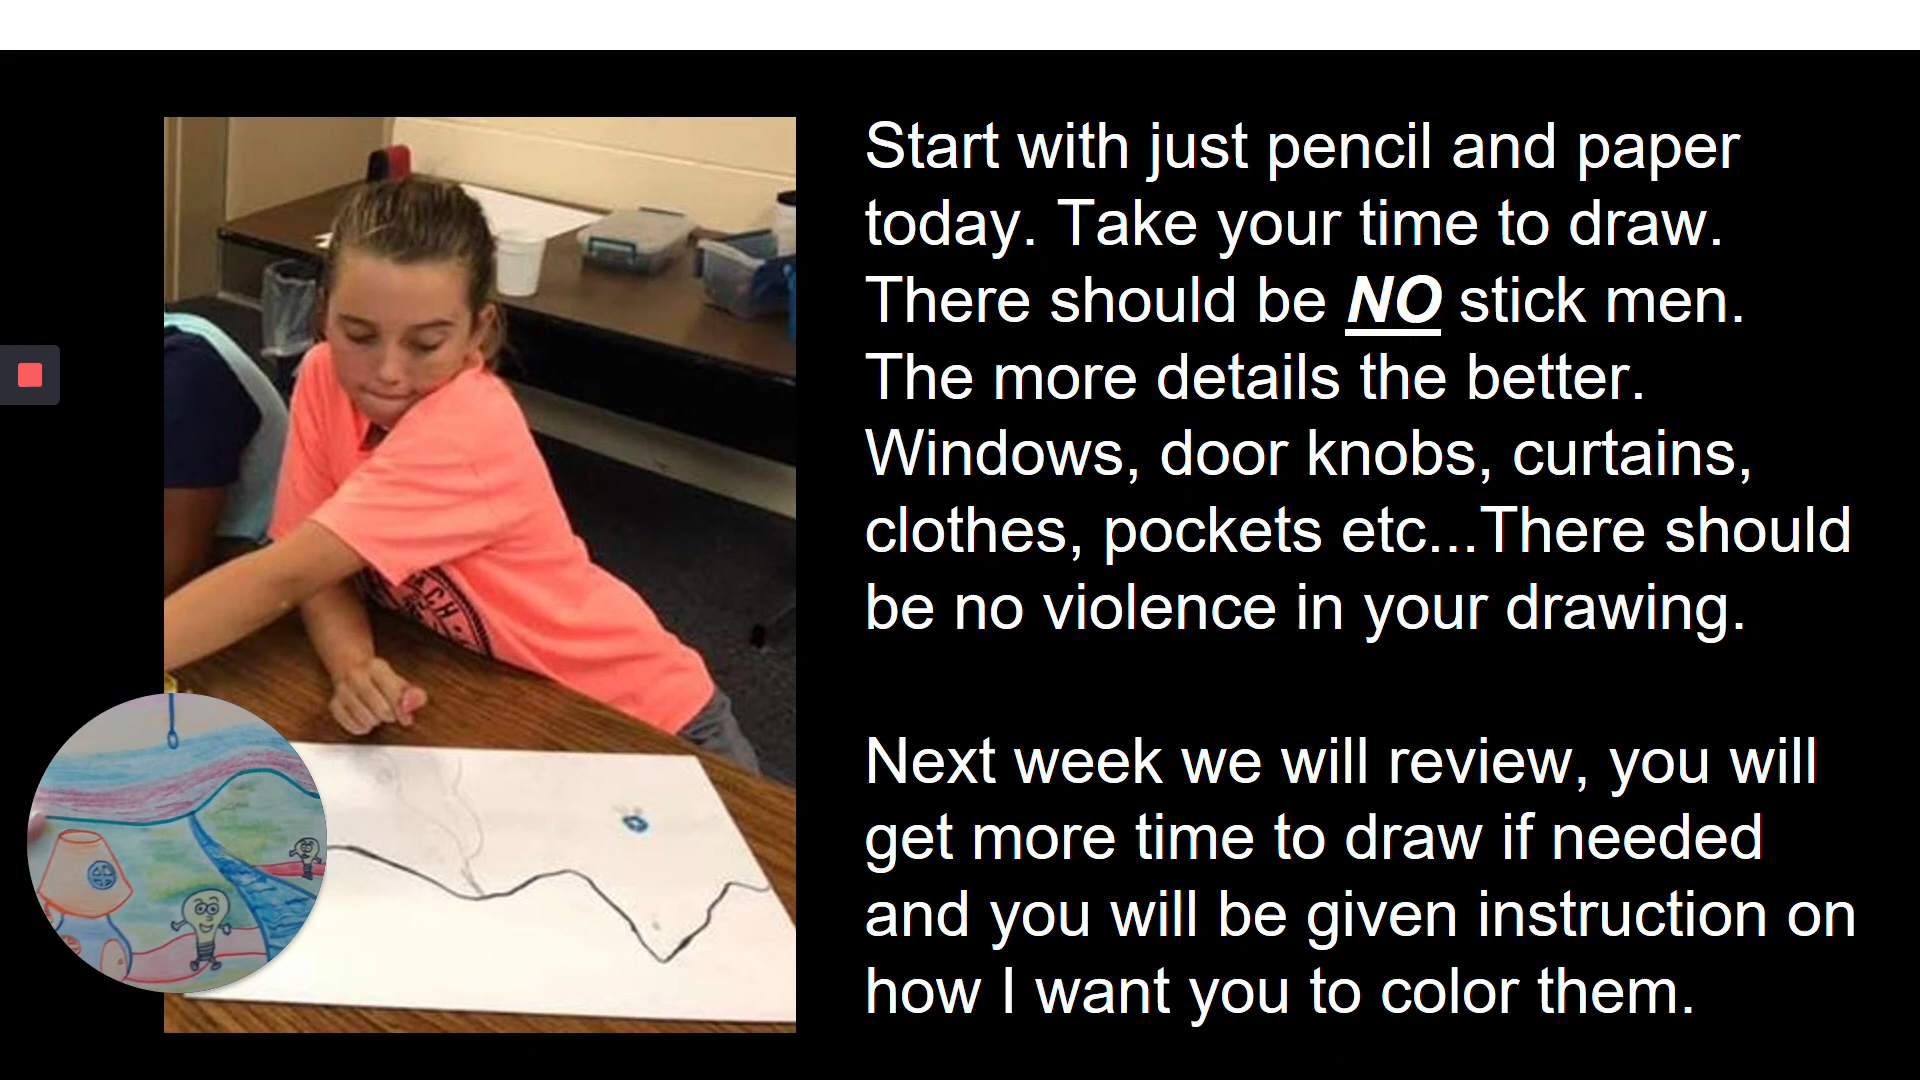 Start with just pencil and paper
today. Take your time to draw.
There should be NO stick men.
The more details the better.
Windows, door knobs, curtains,
clothes, pockets etc...There should
be no violence in your drawing.
Next week we will review, you will
get more time to draw if needed
and you will be given instruction on
how I want you to color them.